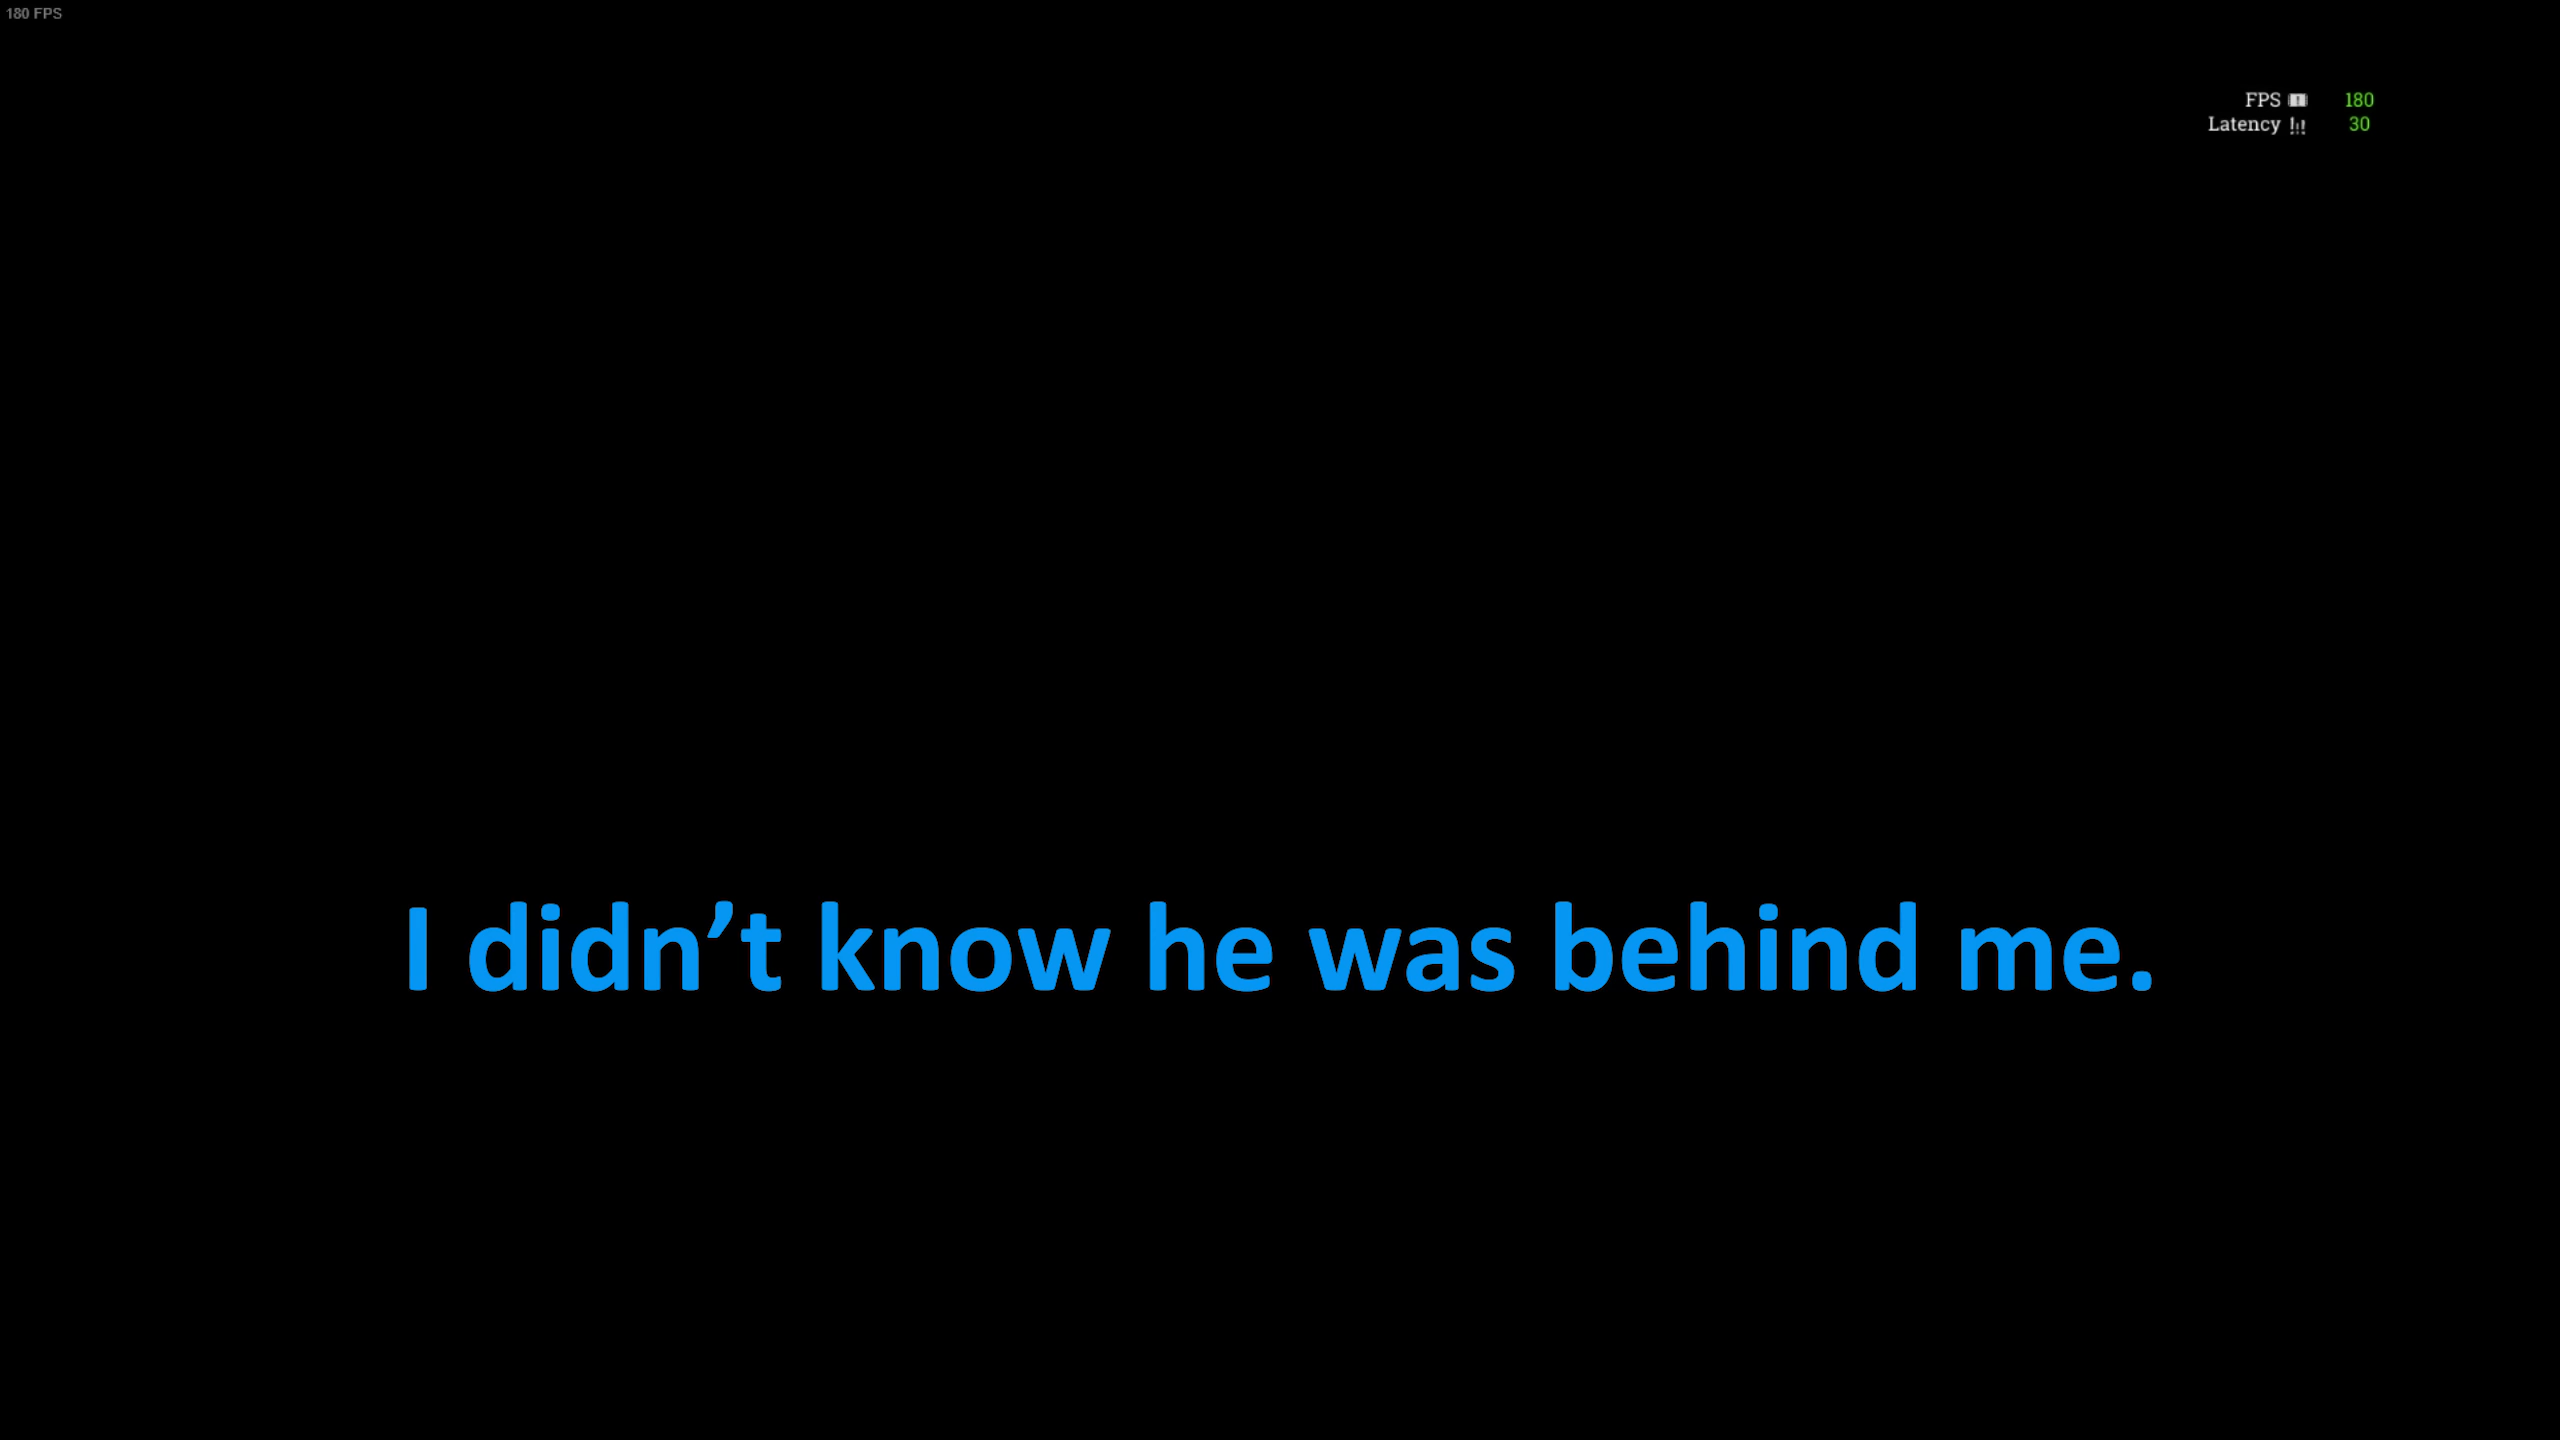 180 FPS
FPS 180
Latency 30
I didn’t know he was behind me.